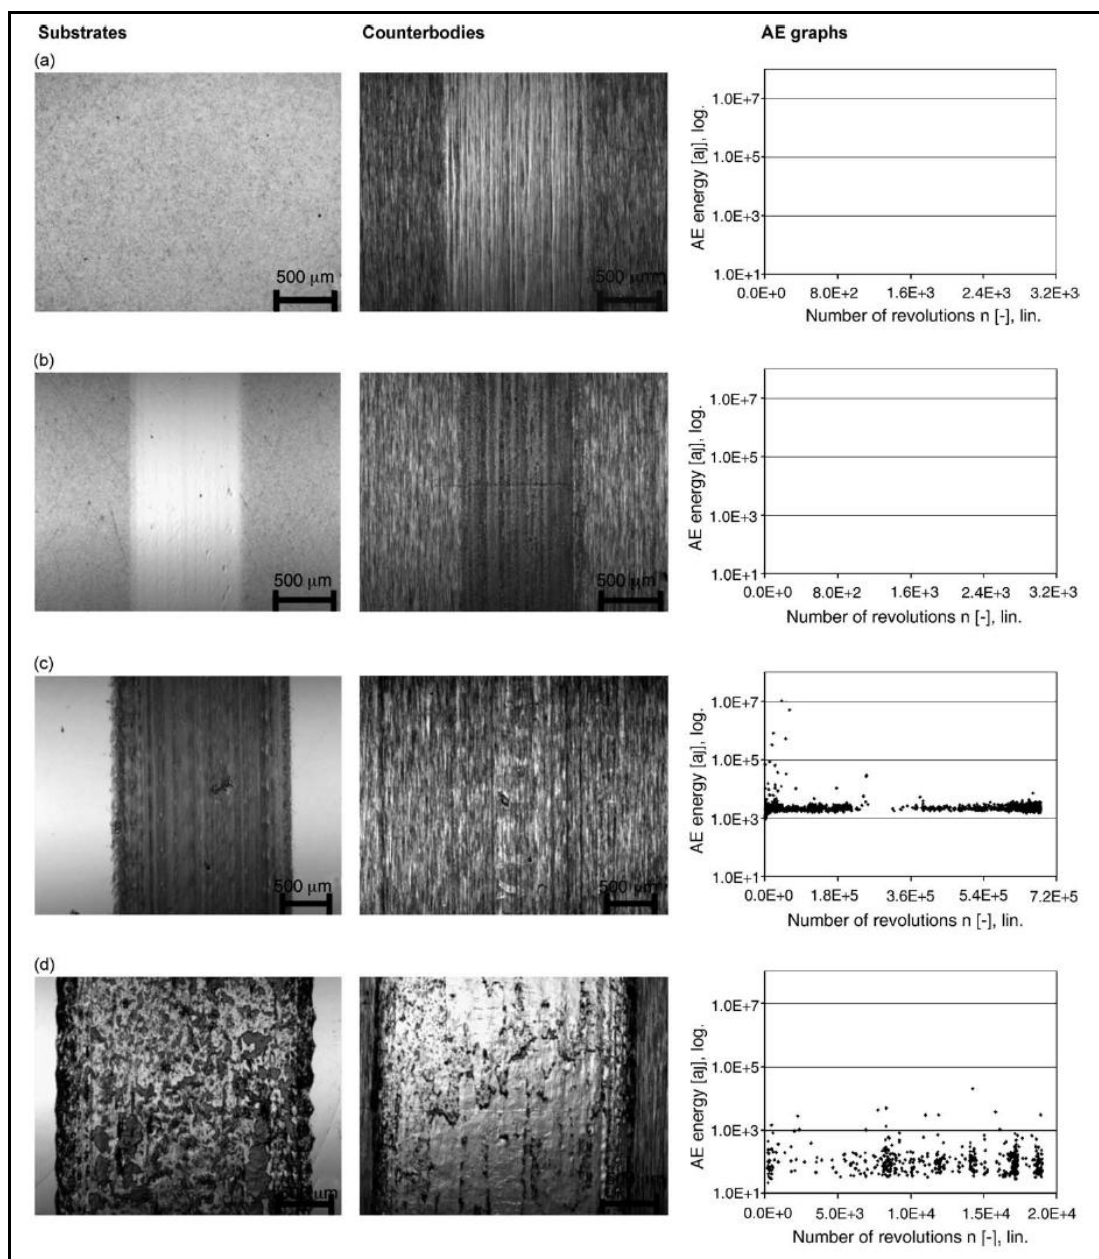 Substrates Counterbodies AE graphs
(a)
500 µm
500 µm
AE energy [aj], log.
1.0E+7
1.0E+5
1.0E+3
1.0E+1
0.0E+0 8.0E+2 1.6E+3 2.4E+3 3.2E+3
Number of revolutions n [-], lin.
(b)
500 µm
500 µm
AE energy [aj], log.
1.0E+7
1.0E+5
1.0E+3
1.0E+1
0.0E+0 8.0E+2 1.6E+3 2.4E+3 3.2E+3
Number of revolutions n [-], lin.
(c)
500 µm
500 µm
AE energy [aj], log.
1.0E+7
1.0E+5
1.0E+3
1.0E+1
0.0E+0 1.8E+5 3.6E+5 5.4E+5 7.2E+5
Number of revolutions n [-], lin.
(d)
AE energy [aj], log.
1.0E+7
1.0E+5
1.0E+3
1.0E+1
0.0E+0 5.0E+3 1.0E+4 1.5E+4 2.0E+4
Number of revolutions n [-], lin.